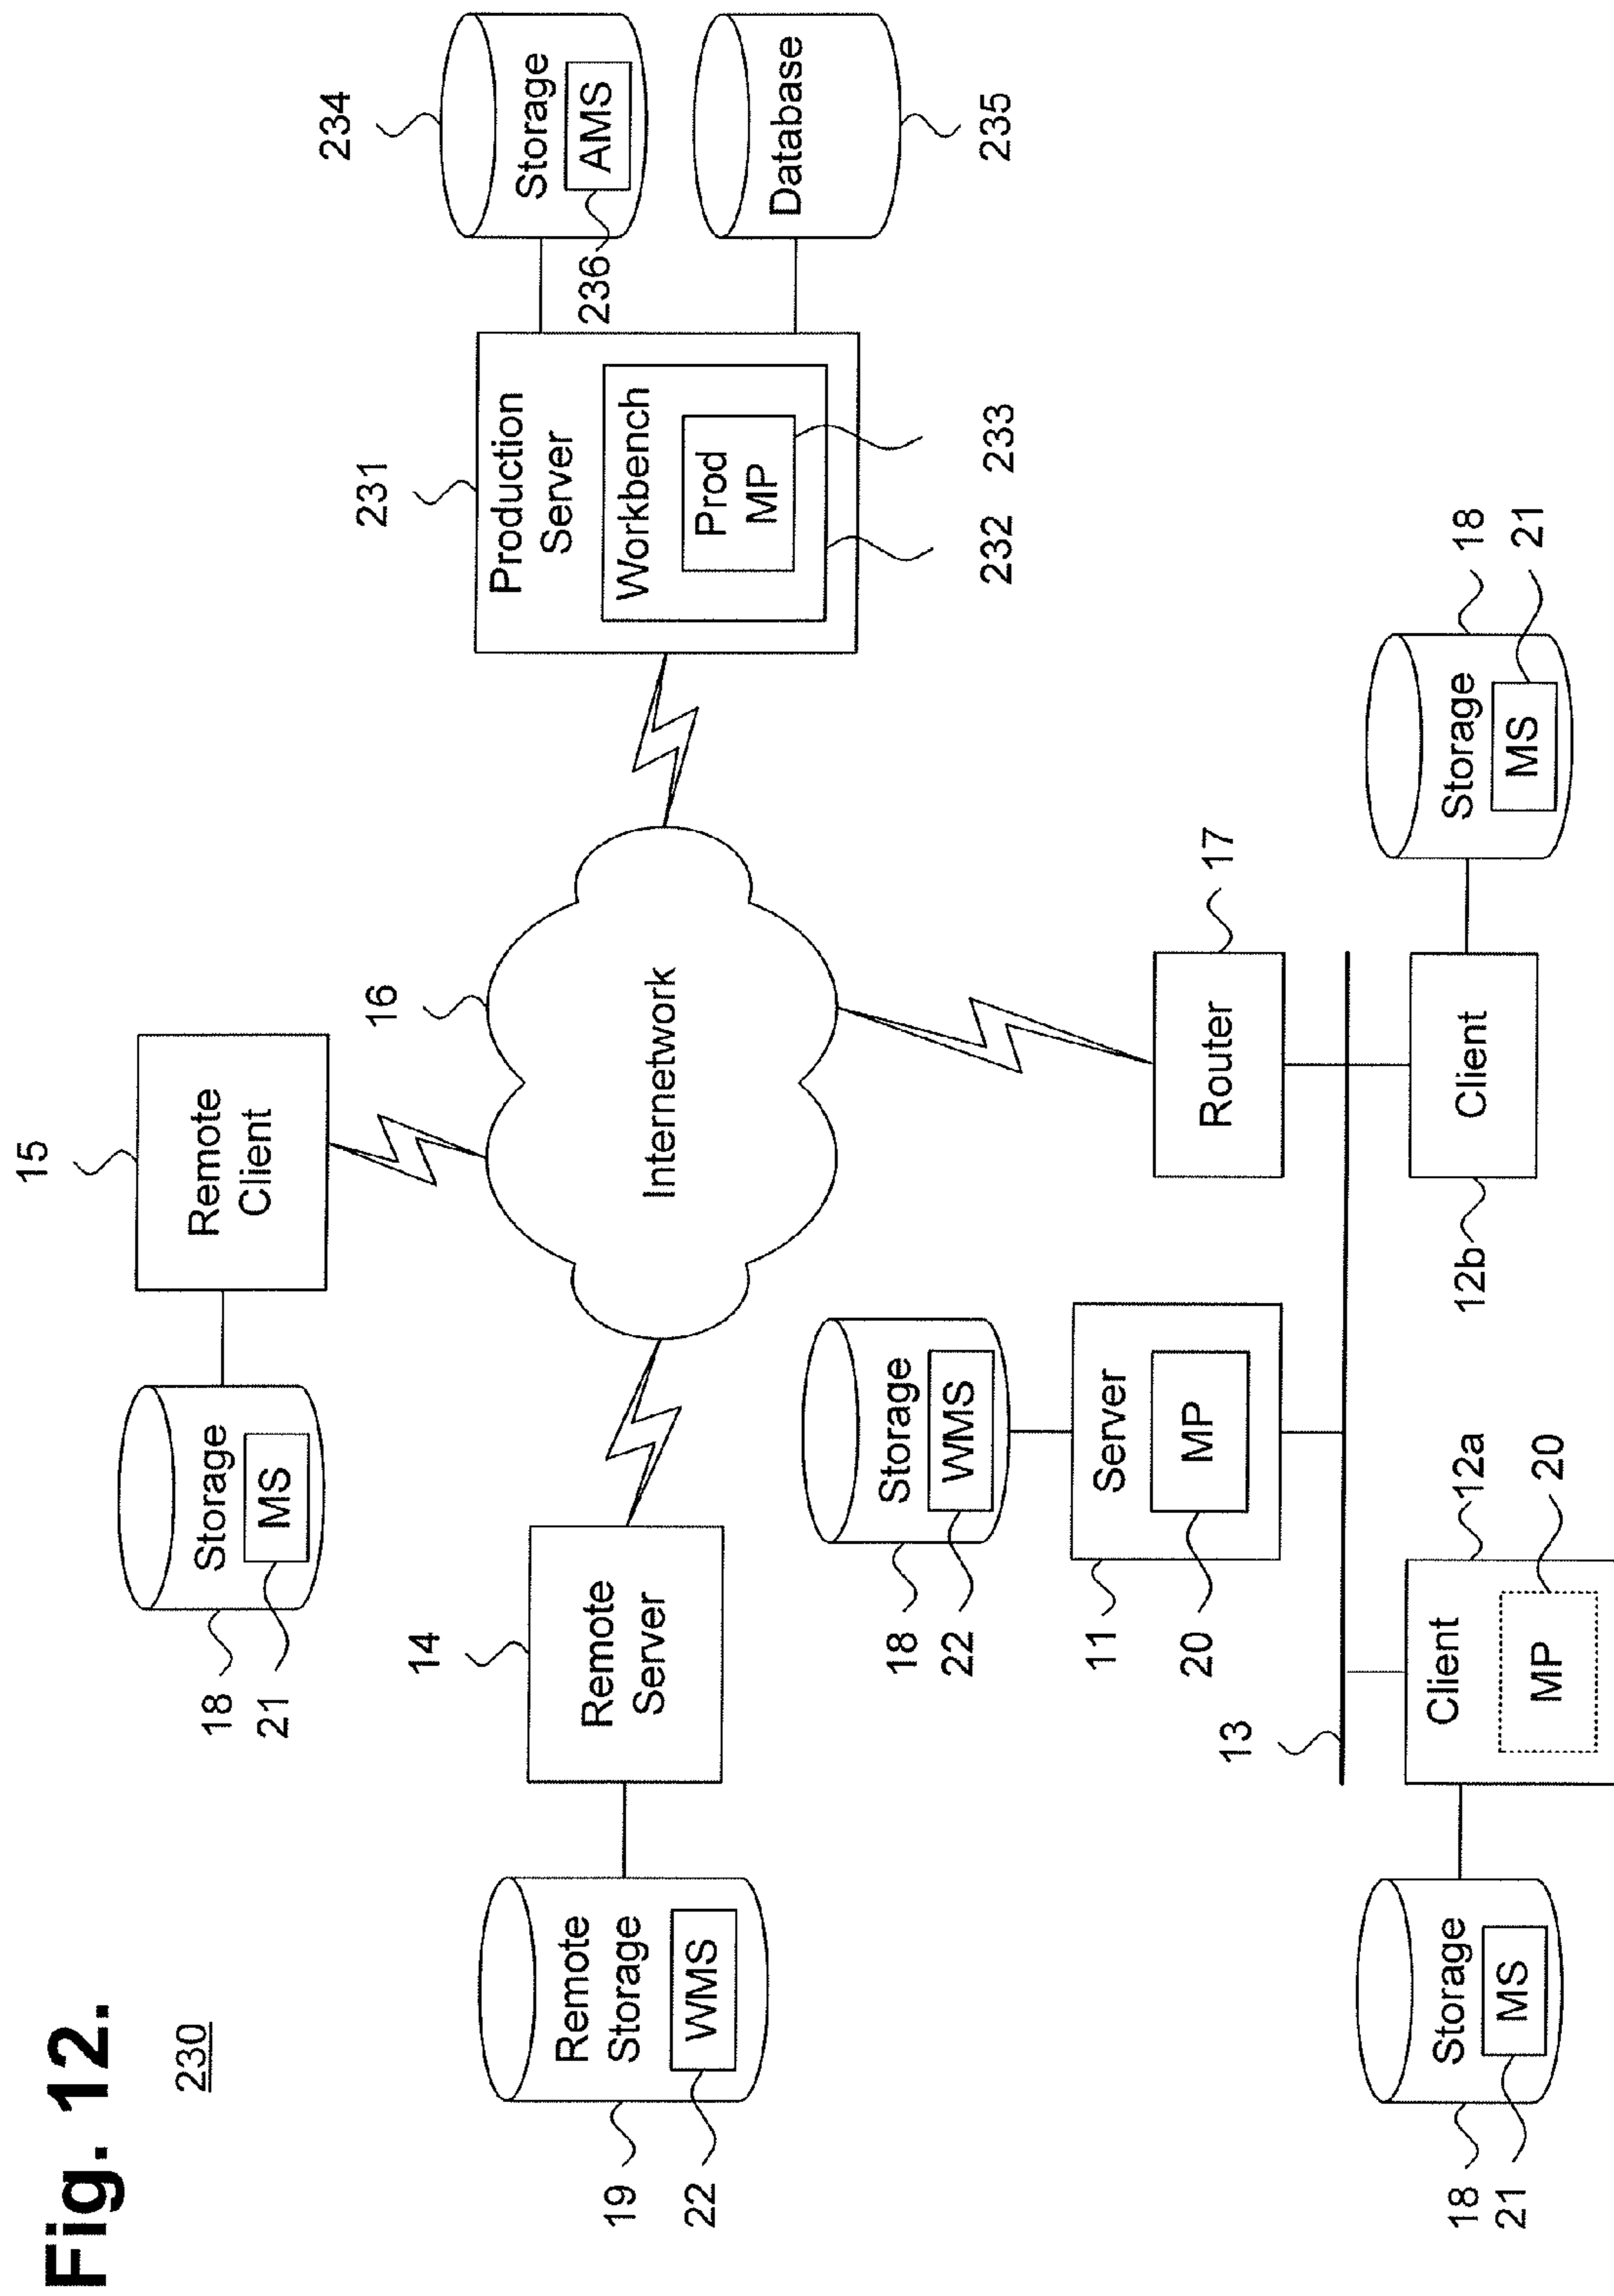 Fig. 12.
230
15
Remote
Client
Storage
MS
18
21
16
Internetwork
14
Remote
Server
Remote
Storage
WMS
19
22
231
Production
Server
Workbench
Prod
MP
232
233
234
Storage
AMS
236
Database
235
Storage
WMS
18
22
Server
MP
11
20
Router
17
13
Client
MP
12a
20
Storage
MS
18
21
Client
12b
Storage
MS
18
21